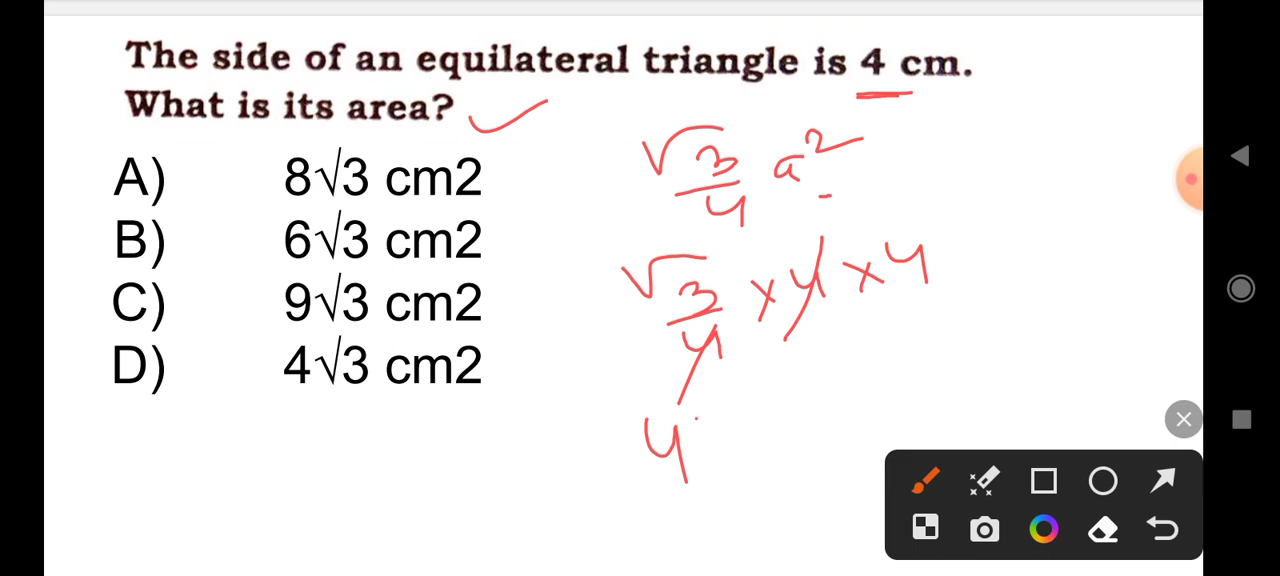 The side of an equilateral triangle is 4 cm.
What is its area?
A) 8√3 cm2
B) 6√3 cm2
C) 9√3 cm2
D) 4√3 cm2
√3/4 a²
√3/4 × 4 × 4
4